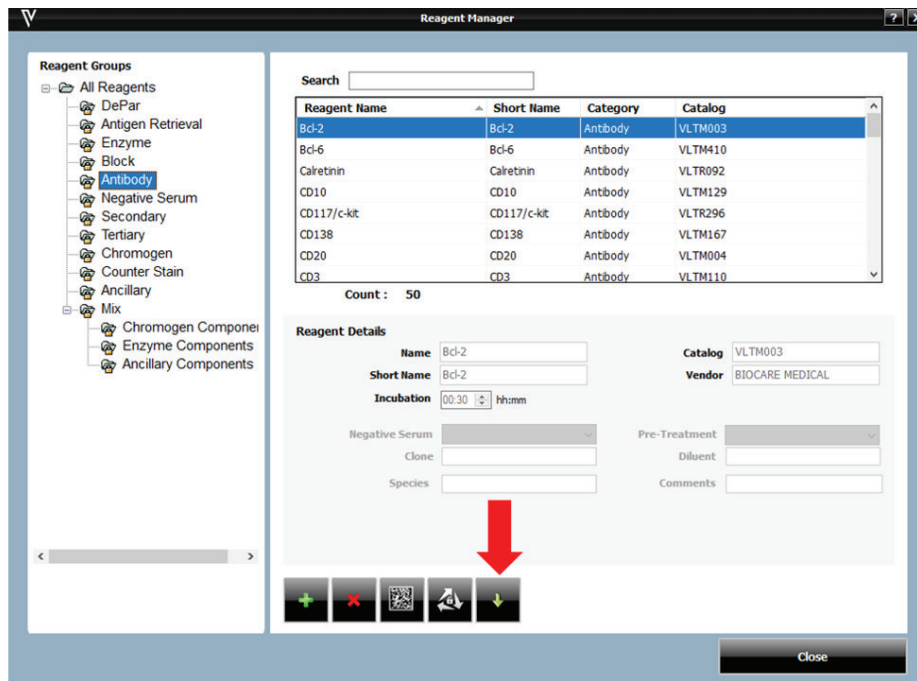 Reagent Manager
?
Reagent Groups
All Reagents
DePar
Antigen Retrieval
Enzyme
Block
Antibody
Negative Serum
Secondary
Tertiary
Chromogen
Counter Stain
Ancillary
Mix
Chromogen Componer
Enzyme Components
Ancillary Components
Search
Reagent Name Short Name Category Catalog
Bcl-2 Bcl-2 Antibody VLTM003
Bcl-6 Bcl-6 Antibody VLTM410
Calretinin Calretinin Antibody VLTR092
CD10 CD10 Antibody VLTM129
CD117/c-kit CD117/c-kit Antibody VLTR296
CD138 CD138 Antibody VLTM167
CD20 CD20 Antibody VLTM004
CD3 CD3 Antibody VLTM110
Count : 50
Reagent Details
Name Bcl-2 Catalog VLTM003
Short Name Bcl-2 Vendor BIOCARE MEDICAL
Incubation 00:30 hh:mm
Negative Serum Pre-Treatment
Clone Diluent
Species Comments
Close